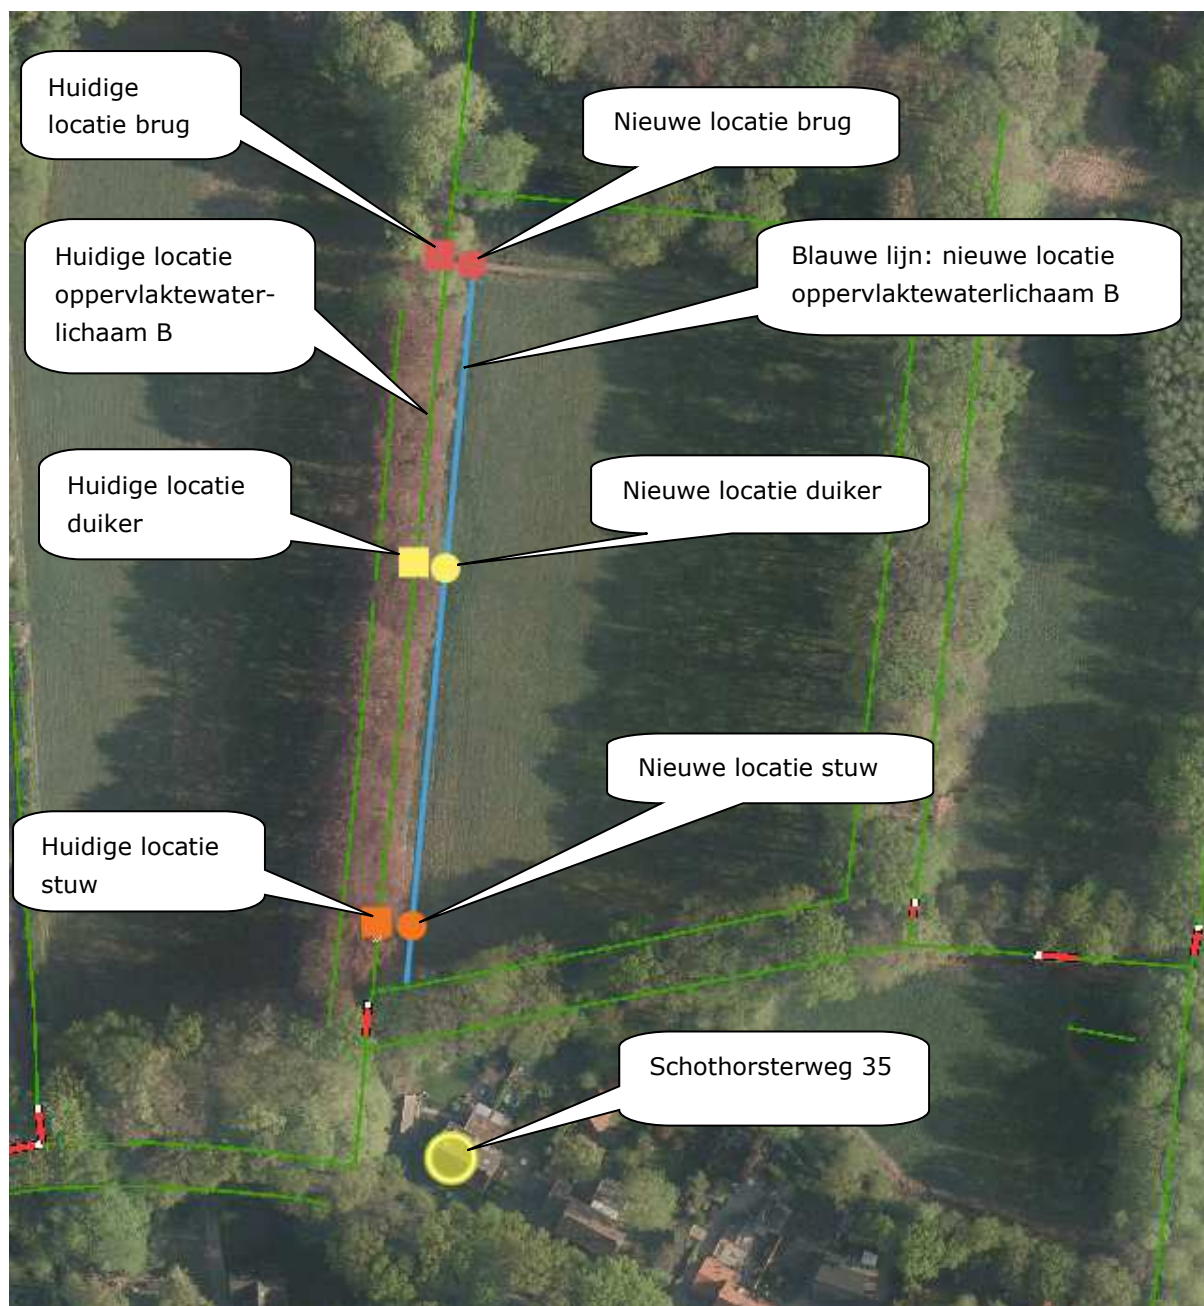 Huidige
locatie brug
Nieuwe locatie brug
Huidige locatie
oppervlaktewater-
lichaam B
Blauwe lijn: nieuwe locatie
oppervlaktewaterlichaam B
Huidige locatie
duiker
Nieuwe locatie duiker
Nieuwe locatie stuw
Huidige locatie
stuw
Schothorsterweg 35